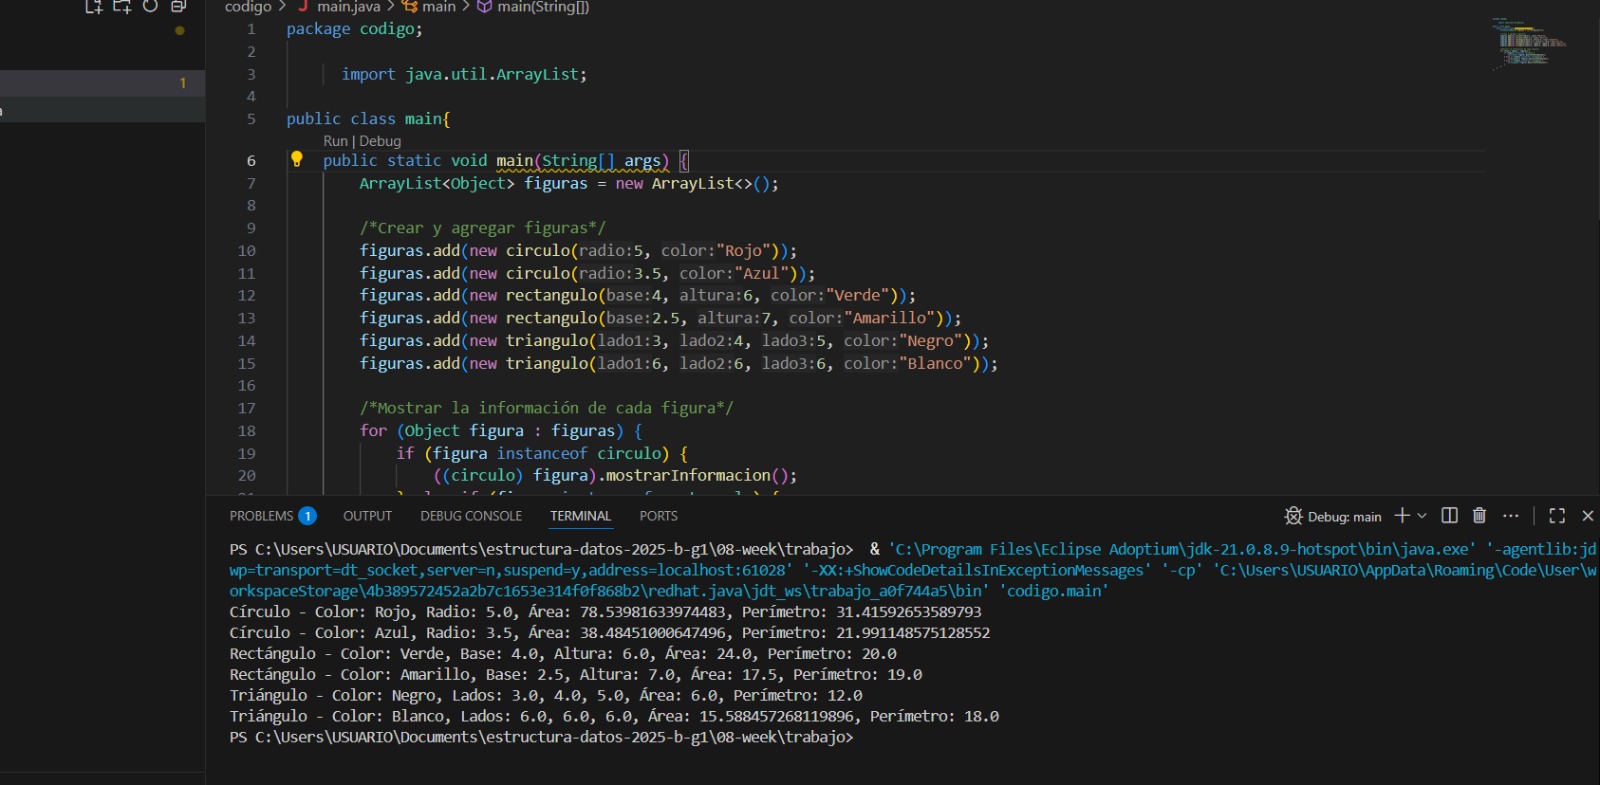 codigo > J main.java > main > main(String[])
1 package codigo;
2
3 import java.util.ArrayList;
4
5 public class main{
Run | Debug
6 public static void main(String[] args) {
7 ArrayList<Object> figuras = new ArrayList<>();
8
9 /*Crear y agregar figuras*/
10 figuras.add(new circulo(radio:5, color:"Rojo"));
11 figuras.add(new circulo(radio:3.5, color:"Azul"));
12 figuras.add(new rectangulo(base:4, altura:6, color:"Verde"));
13 figuras.add(new rectangulo(base:2.5, altura:7, color:"Amarillo"));
14 figuras.add(new triangulo(lado1:3, lado2:4, lado3:5, color:"Negro"));
15 figuras.add(new triangulo(lado1:6, lado2:6, lado3:6, color:"Blanco"));
16
17 /*Mostrar la información de cada figura*/
18 for (Object figura : figuras) {
19 if (figura instanceof circulo) {
20 ((circulo) figura).mostrarInformacion();
1
PROBLEMS 1 OUTPUT DEBUG CONSOLE TERMINAL PORTS Debug: main
PS C:\Users\USUARIO\Documents\estructura-datos-2025-b-g1\08-week\trabajo> & 'C:\Program Files\Eclipse Adoptium\jdk-21.0.8.9-hotspot\bin\java.exe' '-agentlib:jd
wp=transport=dt_socket,server=n,suspend=y,address=localhost:61028' '-XX:+ShowCodeDetailsInExceptionMessages' '-cp' 'C:\Users\USUARIO\AppData\Roaming\Code\User\w
orkspaceStorage\4b389572452a2b7c1653e314f0f868b2\redhat.java\jdt_ws\trabajo_a0f744a5\bin' 'codigo.main'
Círculo - Color: Rojo, Radio: 5.0, Área: 78.53981633974483, Perímetro: 31.41592653589793
Círculo - Color: Azul, Radio: 3.5, Área: 38.48451000647496, Perímetro: 21.991148575128552
Rectángulo - Color: Verde, Base: 4.0, Altura: 6.0, Área: 24.0, Perímetro: 20.0
Rectángulo - Color: Amarillo, Base: 2.5, Altura: 7.0, Área: 17.5, Perímetro: 19.0
Triángulo - Color: Negro, Lados: 3.0, 4.0, 5.0, Área: 6.0, Perímetro: 12.0
Triángulo - Color: Blanco, Lados: 6.0, 6.0, 6.0, Área: 15.588457268119896, Perímetro: 18.0
PS C:\Users\USUARIO\Documents\estructura-datos-2025-b-g1\08-week\trabajo>